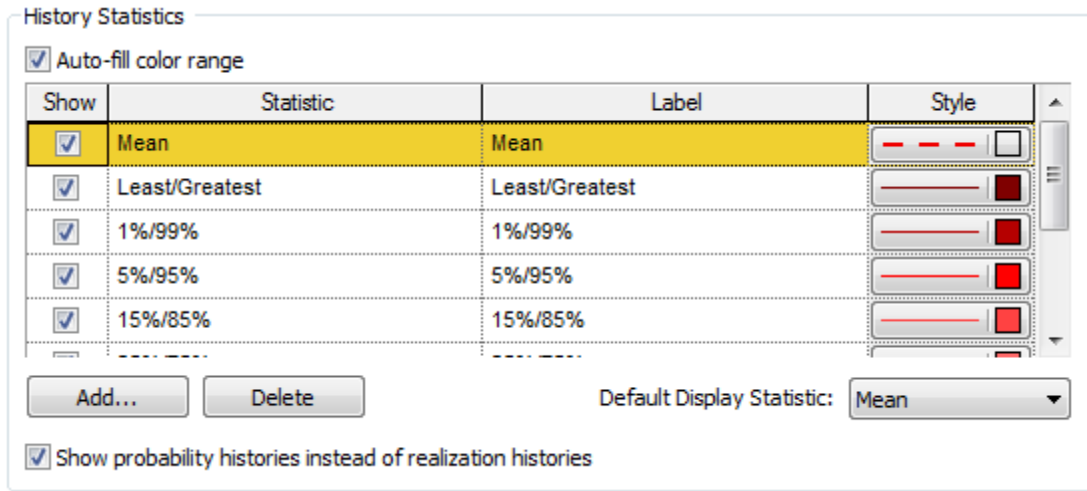 History Statistics
Auto-fill color range
Show Statistic Label Style
Mean Mean
Least/Greatest Least/Greatest
1%/99% 1%/99%
5%/95% 5%/95%
15%/85% 15%/85%
Add... Delete Default Display Statistic: Mean
Show probability histories instead of realization histories